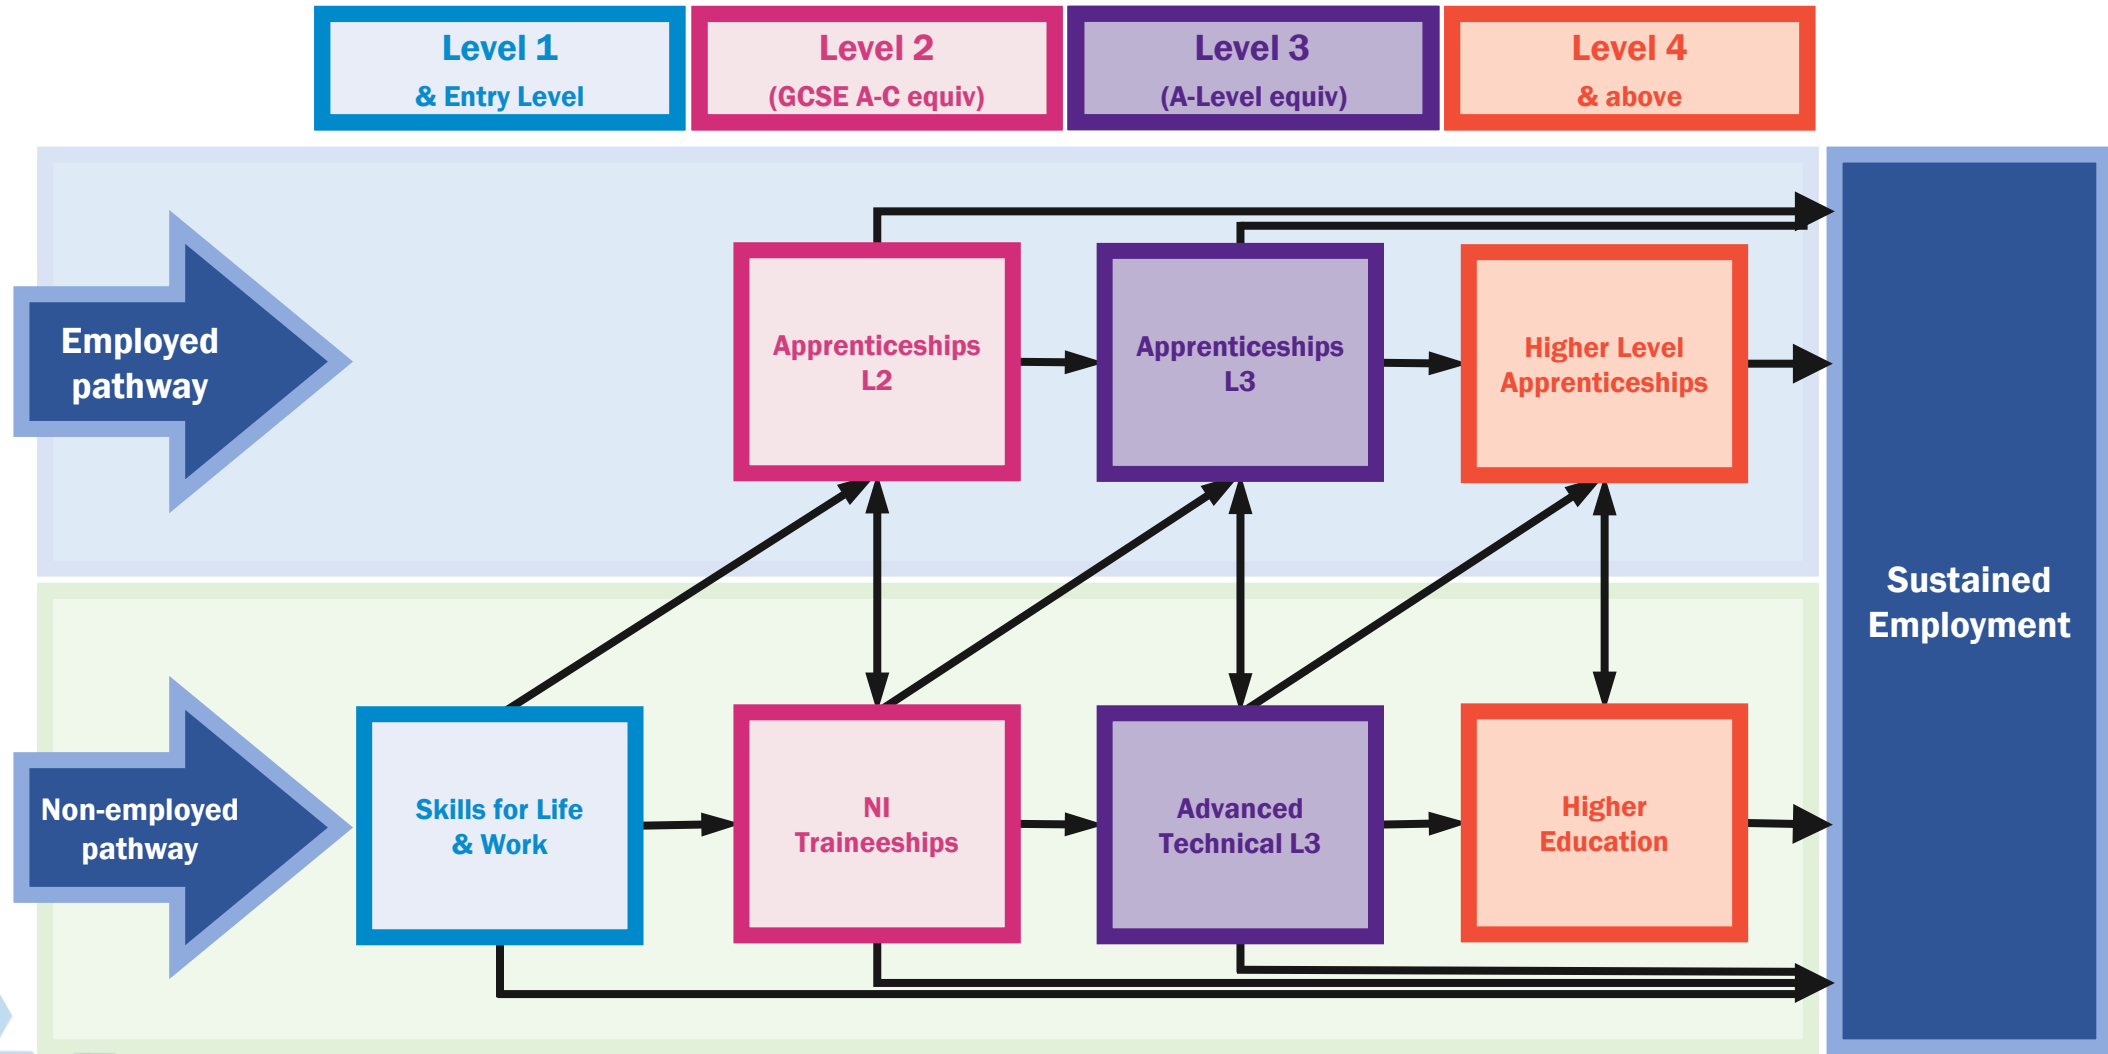 Level 1
& Entry Level
Level 2
(GCSE A-C equiv)
Level 3
(A-Level equiv)
Level 4
& above
Employed
pathway
Apprenticeships
L2
Apprenticeships
L3
Higher Level
Apprenticeships
Sustained
Employment
Non-employed
pathway
Skills for Life
& Work
NI
Traineeships
Advanced
Technical L3
Higher
Education